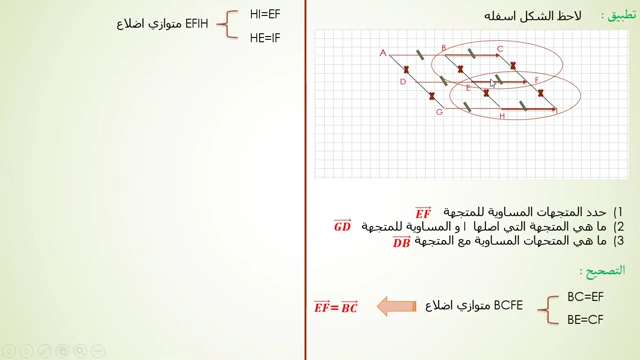 تطبيق : لاحظ الشكل اسفله
A B C
D E F
G H I
1) حدد المتجهات المساوية للمتجهة EF
2) ما هي المتجهة التي اصلها I و المساوية للمتجهة GD
3) ما هي المتجهات المساوية مع المتجهة DB
التصحيح :
BC=EF
BE=CF
BCFE متوازي اضلاع
EF=BC
HI=EF
HE=IF
EFIH متوازي اضلاع